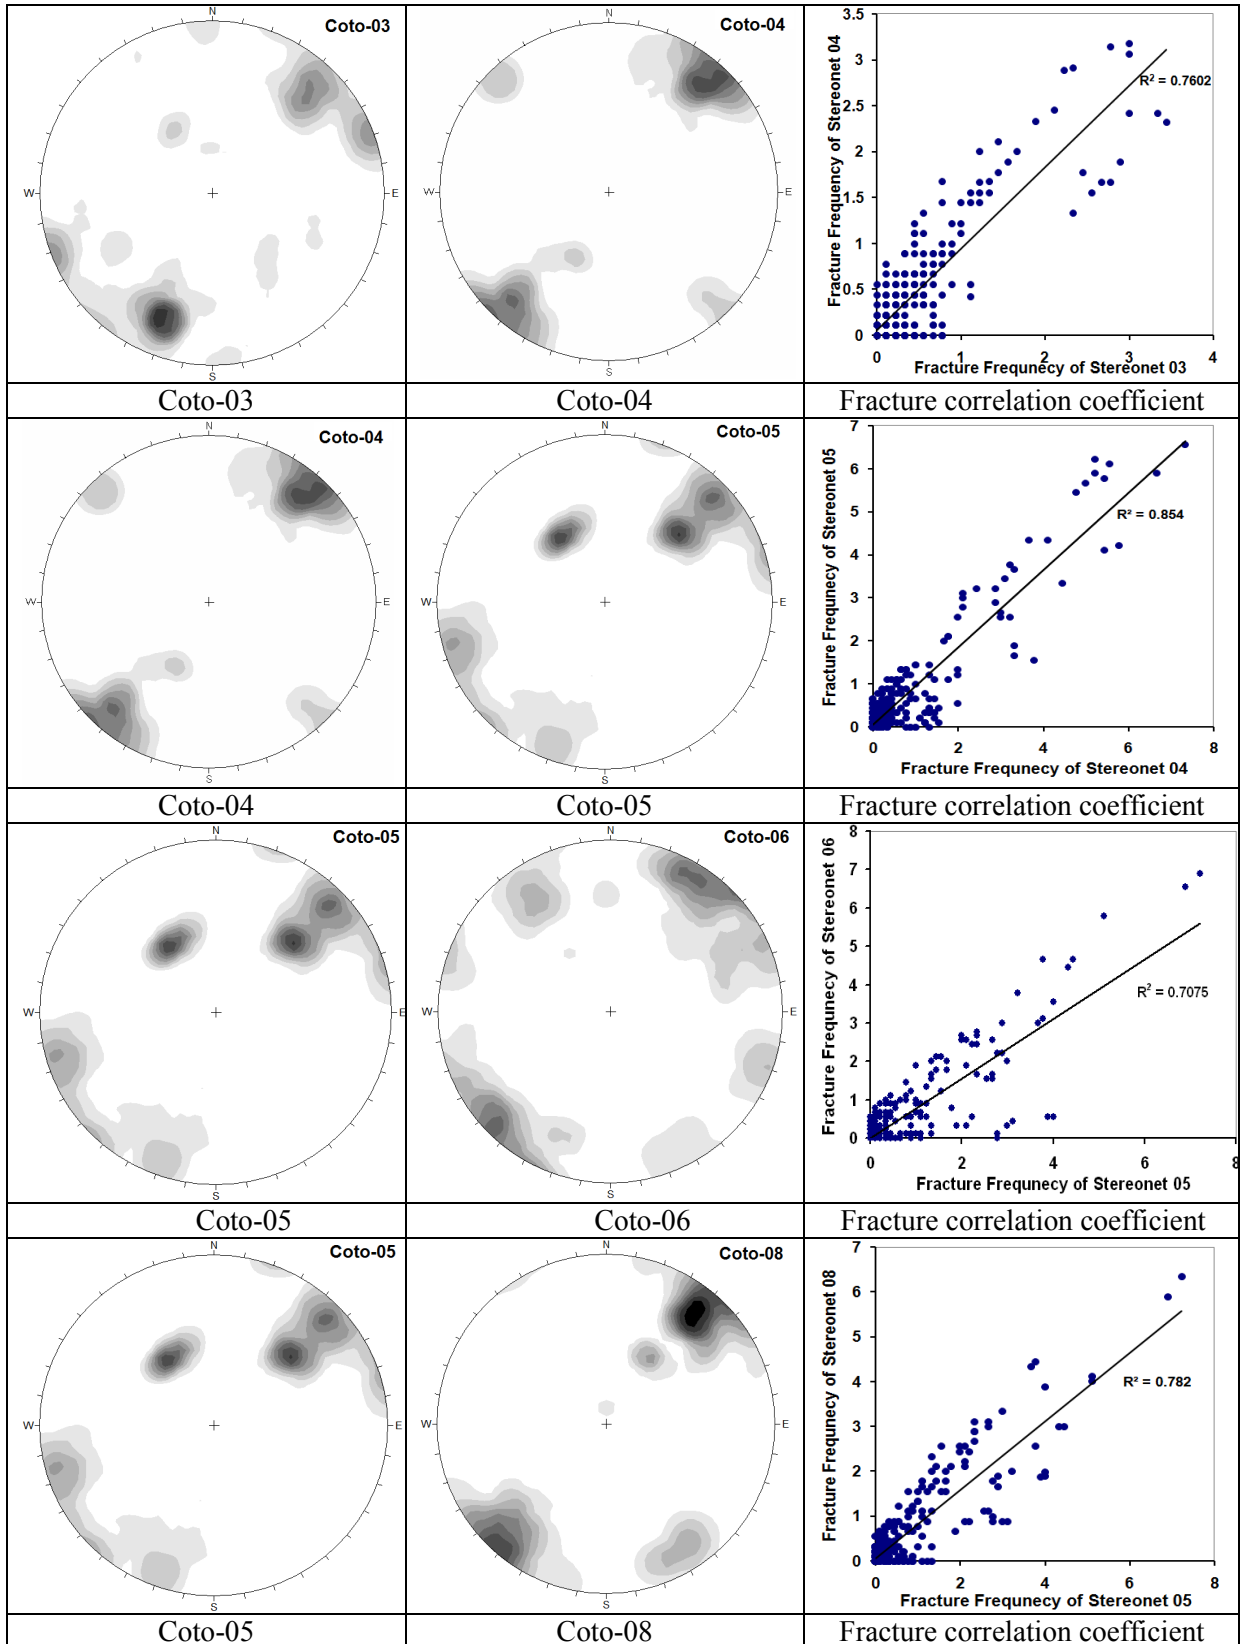 Coto-03
N
W
E
S
Coto-04
N
W
E
S
Fracture Frequency of Stereonet 04
3.5
3
2.5
2
1.5
1
0.5
0
R² = 0.7602
0 1 2 3 4
Fracture Frequnecy of Stereonet 03
Coto-03 Coto-04 Fracture correlation coefficient
Coto-04
N
W
E
S
Coto-05
N
W
E
S
Fracture Frequnecy of Stereonet 05
7
6
5
4
3
2
1
0
R² = 0.854
0 2 4 6 8
Fracture Frequnecy of Stereonet 04
Coto-04 Coto-05 Fracture correlation coefficient
Coto-05
N
W
E
S
Coto-06
N
W
E
S
Fracture Frequnecy of Stereonet 06
8
7
6
5
4
3
2
1
0
R² = 0.7075
0 2 4 6 8
Fracture Frequnecy of Stereonet 05
Coto-05 Coto-06 Fracture correlation coefficient
Coto-05
N
W
E
S
Coto-08
N
W
E
S
Fracture Frequnecy of Stereonet 08
7
6
5
4
3
2
1
0
R² = 0.782
0 2 4 6 8
Fracture Frequnecy of Stereonet 05
Coto-05 Coto-08 Fracture correlation coefficient